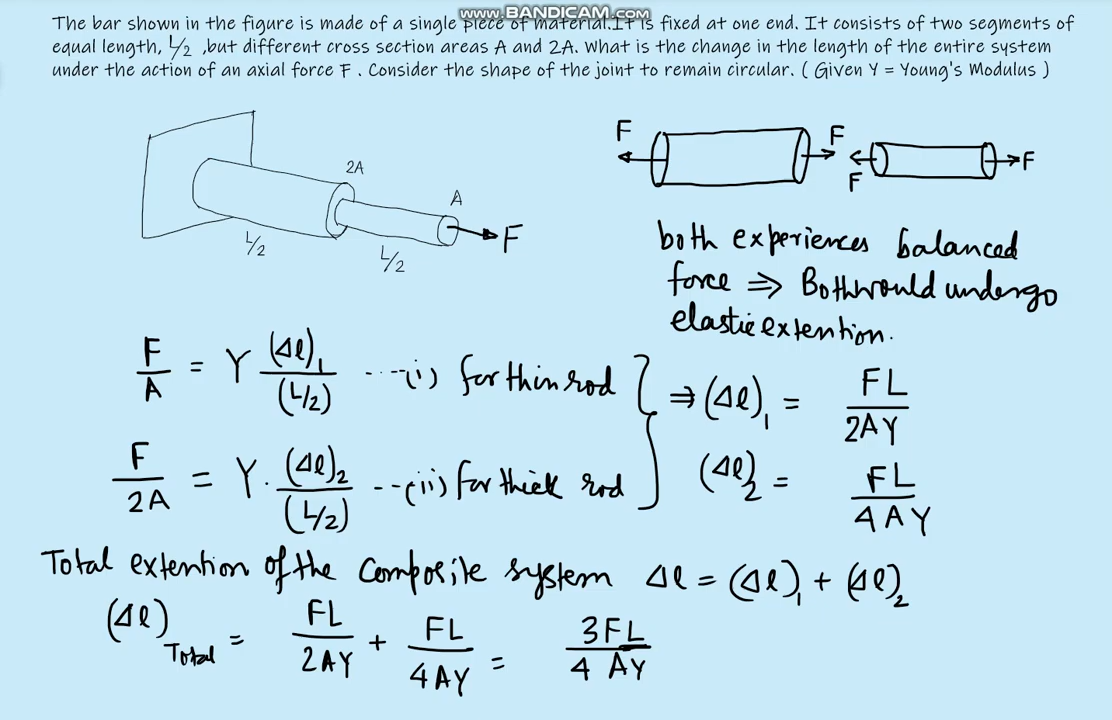 www.BANDICAM.com
The bar shown in the figure is made of a single piece of material.It is fixed at one end. It consists of two segments of
equal length, L/2 ,but different cross section areas A and 2A. What is the change in the length of the entire system
under the action of an axial force F . Consider the shape of the joint to remain circular. ( Given Y = Young's Modulus )
2A
A
L/2
L/2
F
F F
F F
both experiences balanced
force ⇒ Both would undergo
elastic extention.
F/A = Y (Δl)₁/(L/2) ----(i) for thin rod
⇒ (Δl)₁ = FL/2AY
F/2A = Y. (Δl)₂/(L/2) --(ii) for thick rod
(Δl)₂ = FL/4AY
Total extention of the composite system Δl = (Δl)₁ + (Δl)₂
(Δl)Total = FL/2AY + FL/4AY = 3FL/4AY